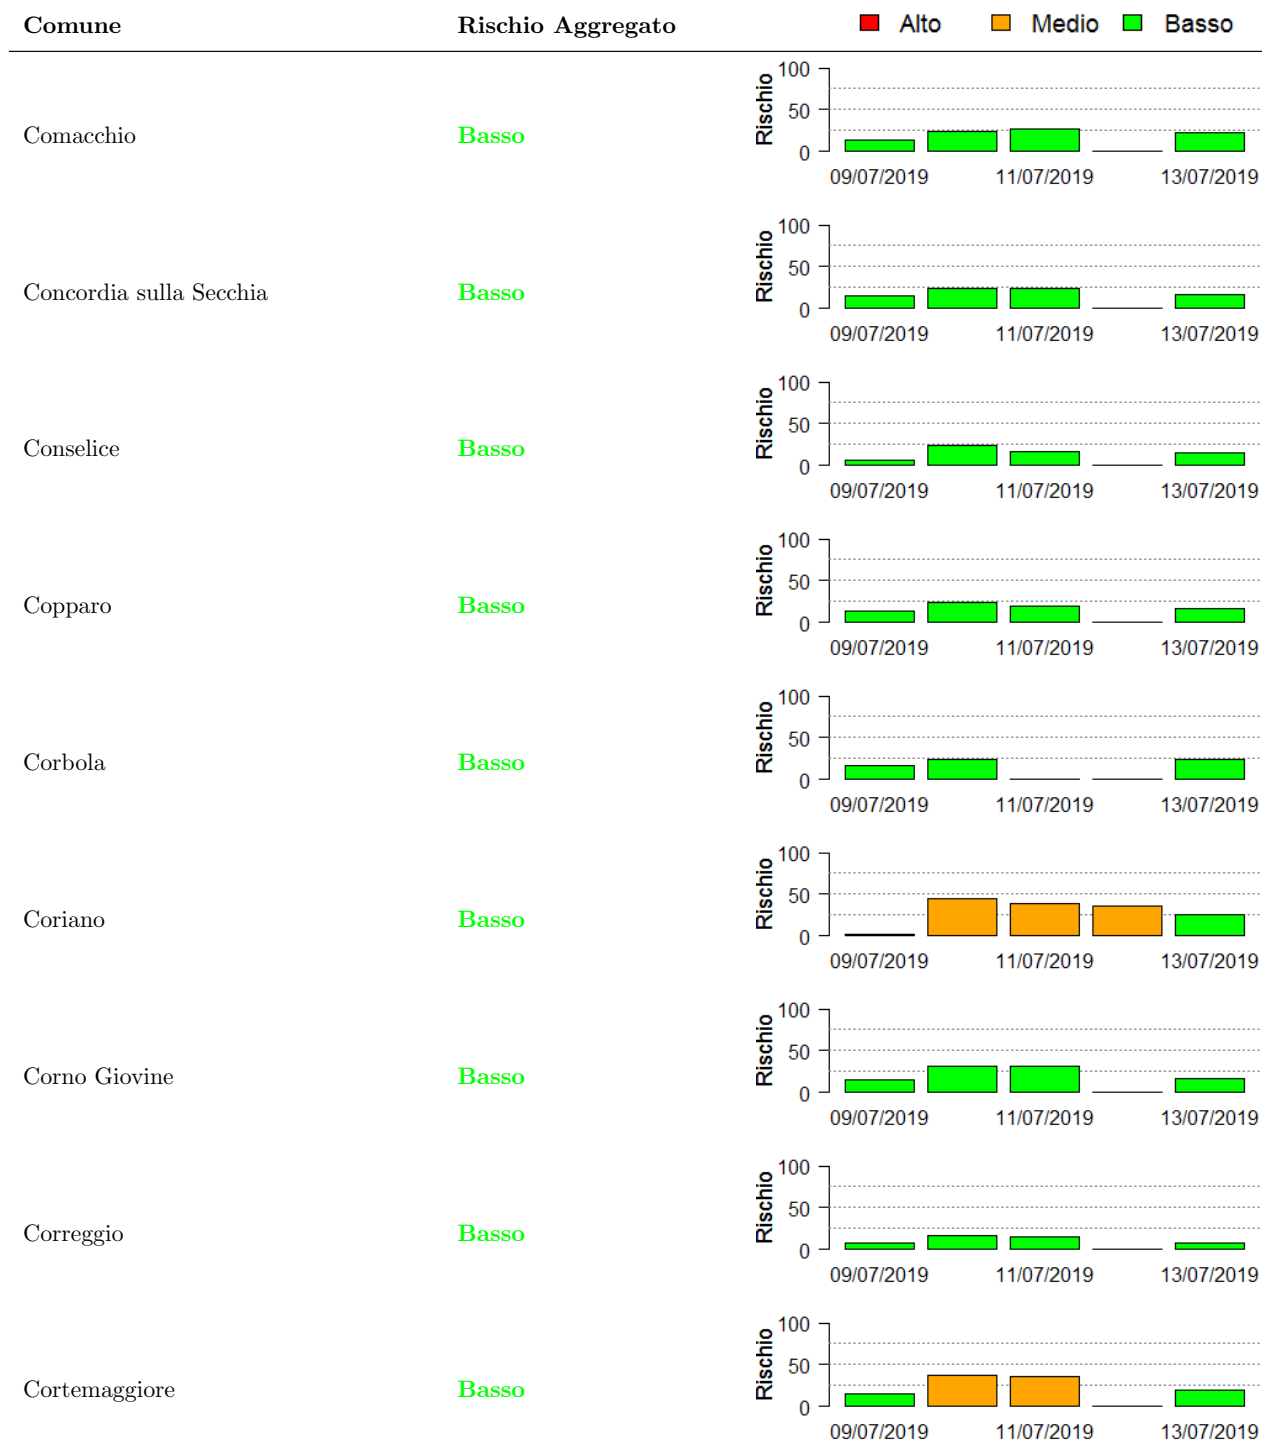 Comune Rischio Aggregato Alto Medio Basso
Comacchio Basso
Rischio
100
50
0
09/07/2019 11/07/2019 13/07/2019
Concordia sulla Secchia Basso
Rischio
100
50
0
09/07/2019 11/07/2019 13/07/2019
Conselice Basso
Rischio
100
50
0
09/07/2019 11/07/2019 13/07/2019
Copparo Basso
Rischio
100
50
0
09/07/2019 11/07/2019 13/07/2019
Corbola Basso
Rischio
100
50
0
09/07/2019 11/07/2019 13/07/2019
Coriano Basso
Rischio
100
50
0
09/07/2019 11/07/2019 13/07/2019
Corno Giovine Basso
Rischio
100
50
0
09/07/2019 11/07/2019 13/07/2019
Correggio Basso
Rischio
100
50
0
09/07/2019 11/07/2019 13/07/2019
Cortemaggiore Basso
Rischio
100
50
0
09/07/2019 11/07/2019 13/07/2019